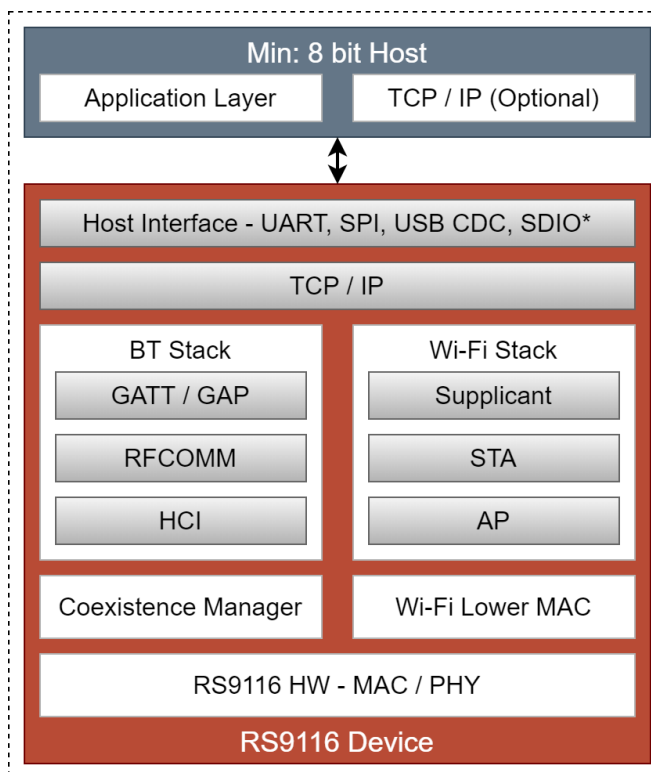 Min: 8 bit Host
Application Layer
TCP / IP (Optional)
Host Interface - UART, SPI, USB CDC, SDIO*
TCP / IP
BT Stack
GATT / GAP
RFCOMM
HCI
Wi-Fi Stack
Supplicant
STA
AP
Coexistence Manager
Wi-Fi Lower MAC
RS9116 HW - MAC / PHY
RS9116 Device